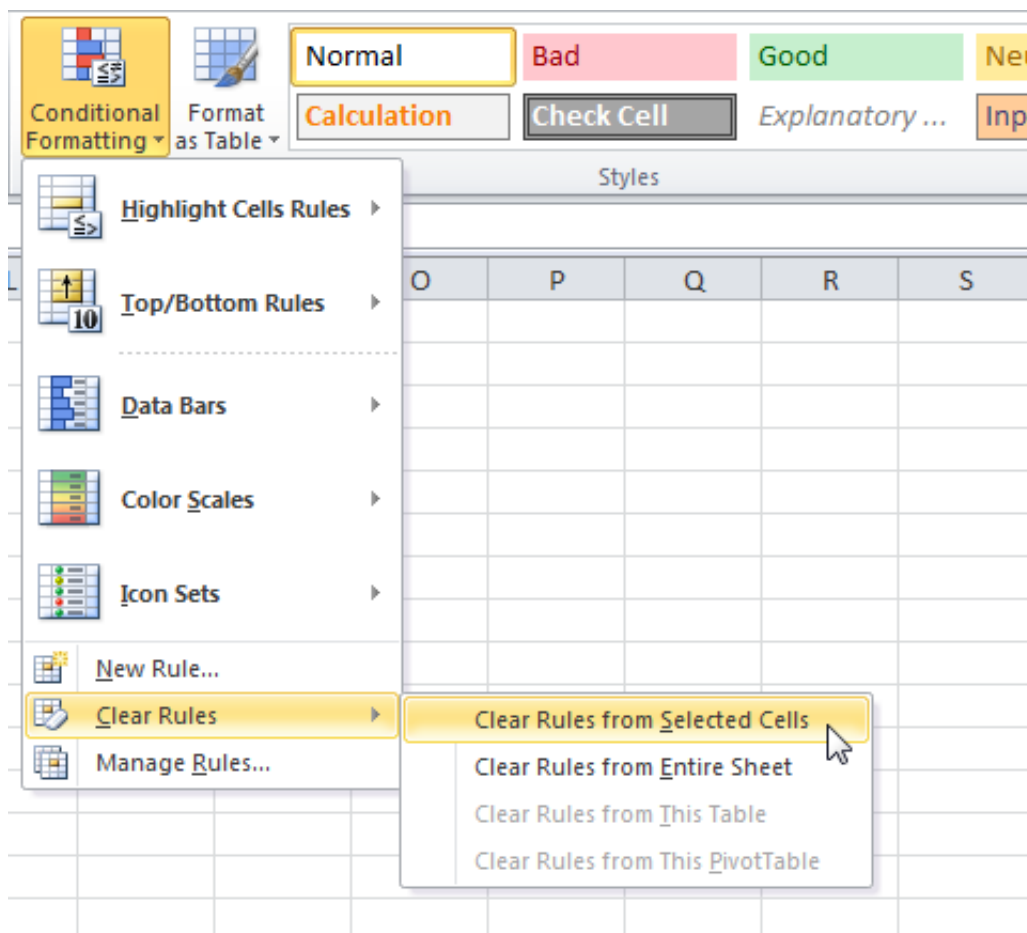 Normal
Bad
Good
Conditional
Formatting
Format
as Table
Calculation
Check Cell
Explanatory ...
Styles
Highlight Cells Rules
≤>
O
P
Q
R
S
Top/Bottom Rules
10
Data Bars
Color Scales
Icon Sets
New Rule...
Clear Rules
Clear Rules from Selected Cells
Manage Rules...
Clear Rules from Entire Sheet
Clear Rules from This Table
Clear Rules from This PivotTable